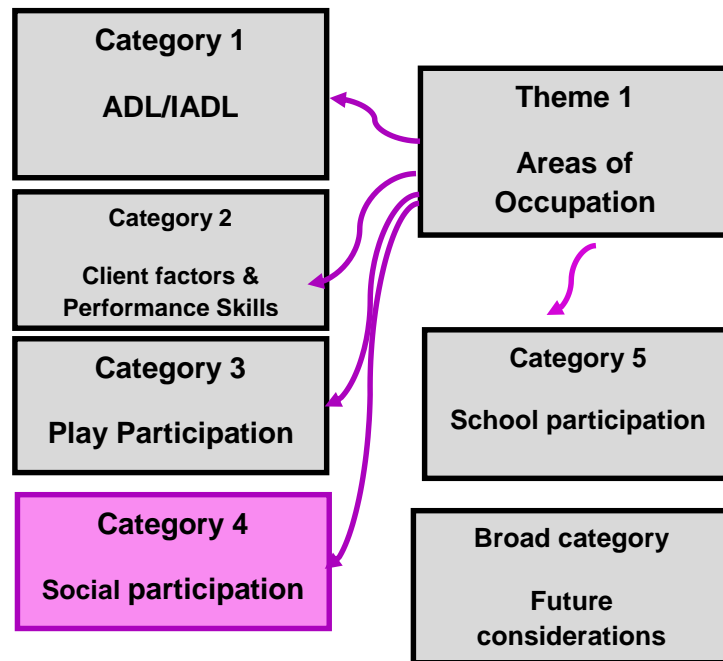 Category 1
ADL/IADL
Theme 1
Areas of
Occupation
Category 2
Client factors &
Performance Skills
Category 3
Play Participation
Category 5
School participation
Category 4
Social participation
Broad category
Future
considerations